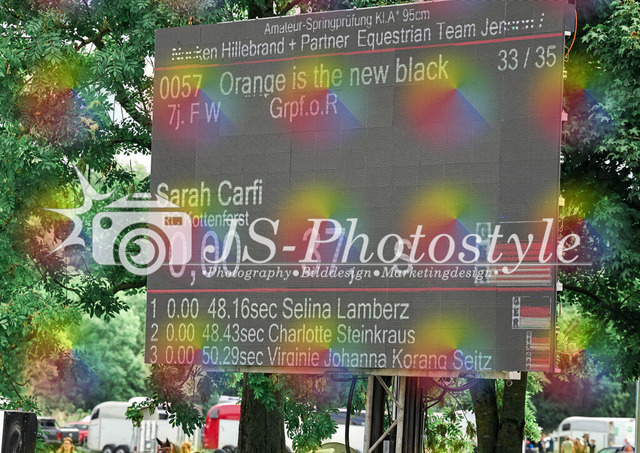 Amateur-Springprüfung Kl.A* 95cm
Hillebrand + Partner Equestrian Team
33 / 35
0057 Orange is the new black
7j. F W Grpf.o.R
Sarah Carfi
JS-Photostyle
•Photography•Bilddesign•Marketingdesign•
1 0.00 48.16sec Selina Lamberz
2 0.00 48.43sec Charlotte Steinkraus
3 0.00 50.29sec Virginie Johanna Korang Seitz